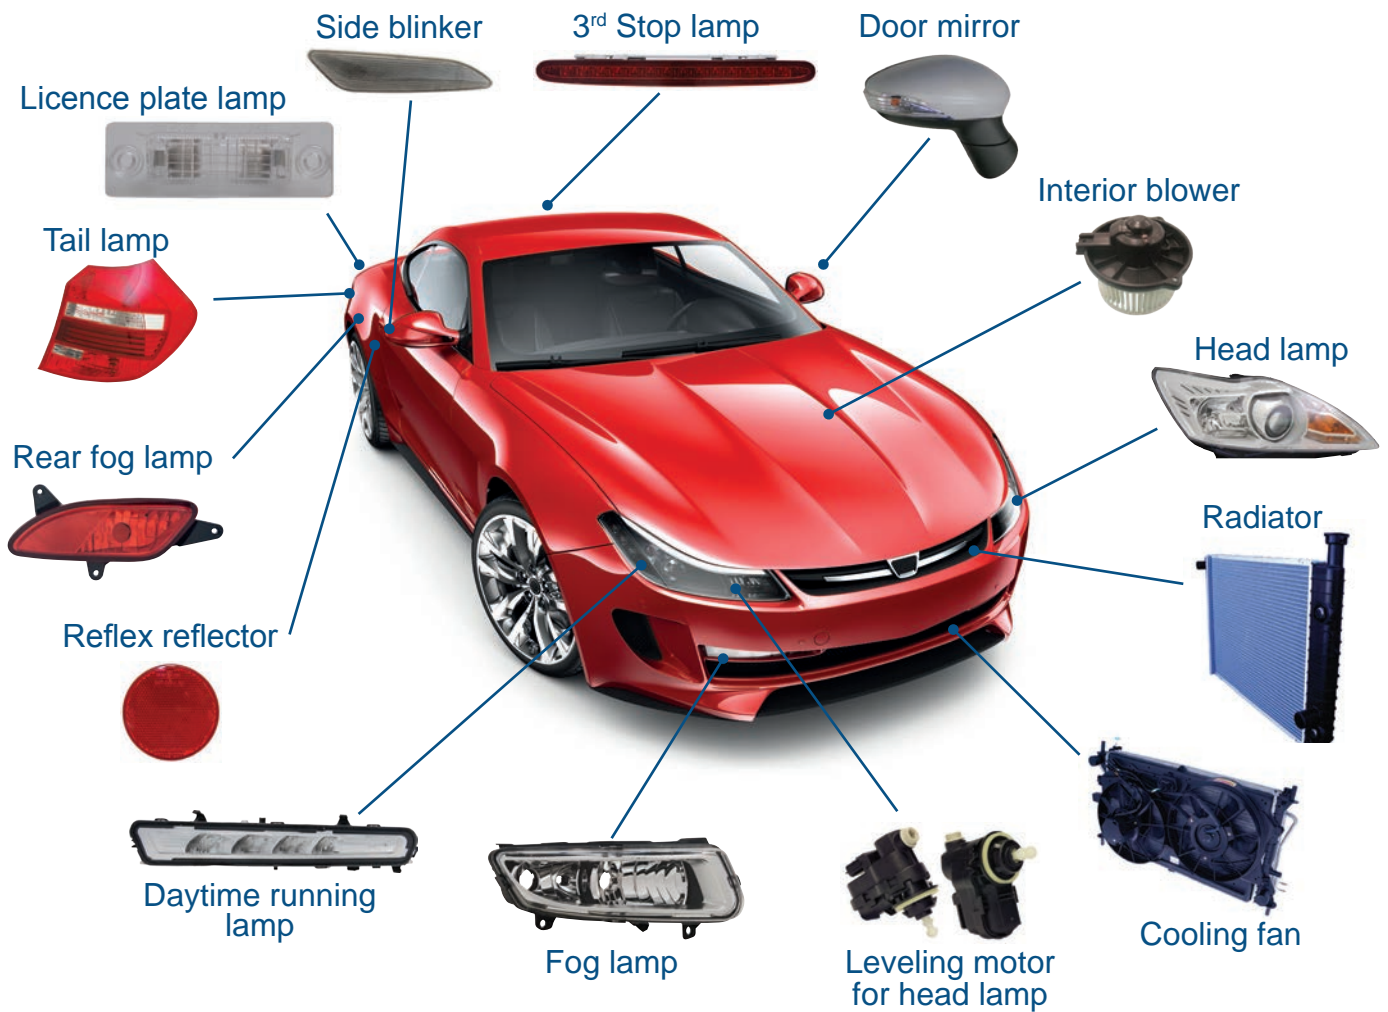 Side blinker
3rd Stop lamp
Door mirror
Licence plate lamp
Interior blower
Tail lamp
Head lamp
Rear fog lamp
Radiator
Reflex reflector
Daytime running
lamp
Fog lamp
Leveling motor
for head lamp
Cooling fan